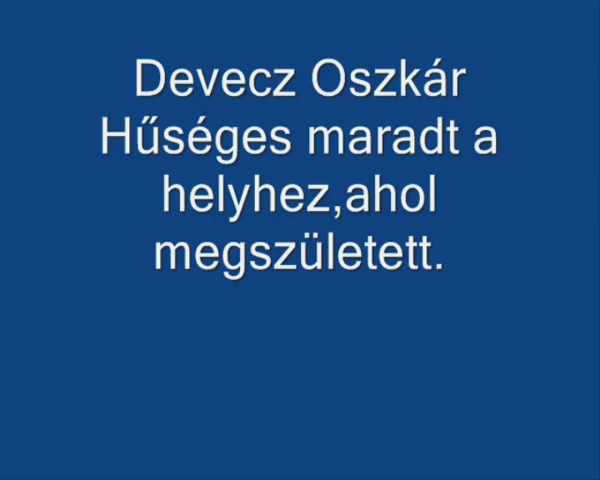 Devecz Oszkár
Hűséges maradt a
helyhez,ahol
megszületett.